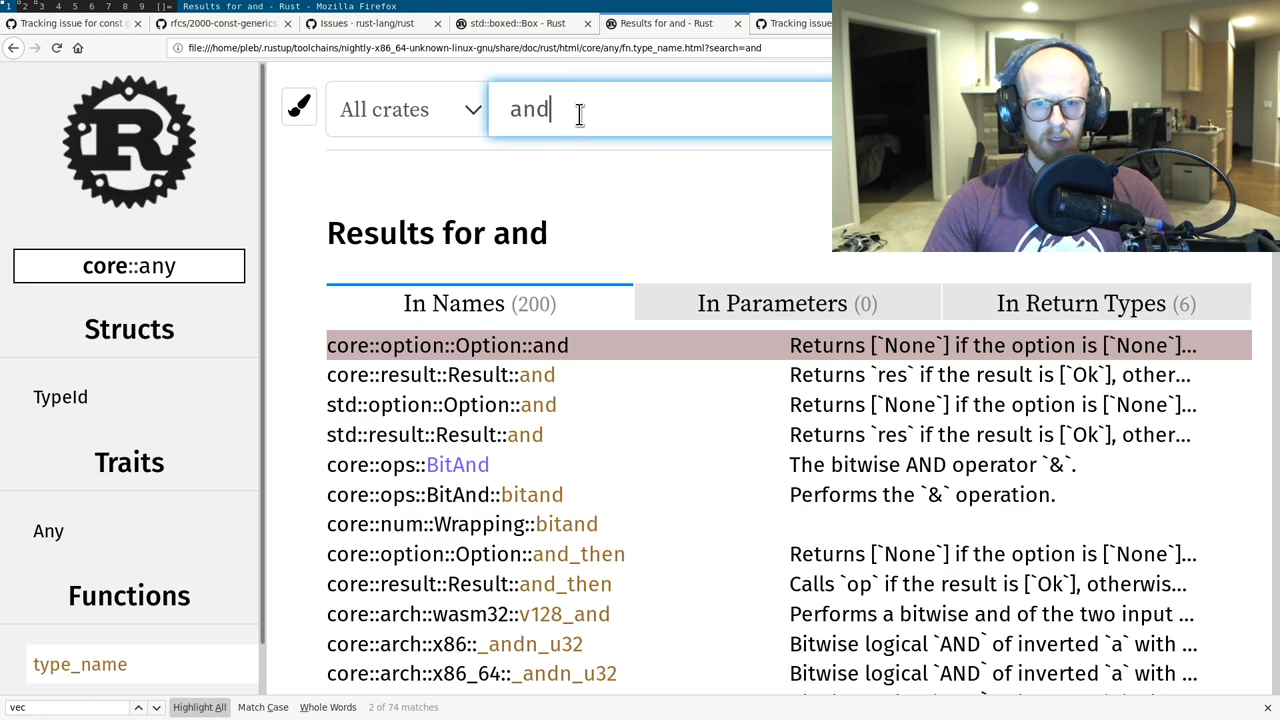 1 2 3 4 5 6 7 8 9 []= Results for and - Rust - Mozilla Firefox
Tracking issue for const g
rfcs/2000-const-generics
Issues · rust-lang/rust
std::boxed::Box - Rust
Results for and - Rust
Tracking issue
file:///home/pleb/.rustup/toolchains/nightly-x86_64-unknown-linux-gnu/share/doc/rust/html/core/any/fn.type_name.html?search=and
R
core::any
Structs
TypeId
Traits
Any
Functions
type_name
All crates
and
Results for and
In Names (200)
In Parameters (0)
In Return Types (6)
core::option::Option::and Returns [`None`] if the option is [`None`]...
core::result::Result::and Returns `res` if the result is [`Ok`], other...
std::option::Option::and Returns [`None`] if the option is [`None`]...
std::result::Result::and Returns `res` if the result is [`Ok`], other...
core::ops::BitAnd The bitwise AND operator `&`.
core::ops::BitAnd::bitand Performs the `&` operation.
core::num::Wrapping::bitand
core::option::Option::and_then Returns [`None`] if the option is [`None`]...
core::result::Result::and_then Calls `op` if the result is [`Ok`], otherwis...
core::arch::wasm32::v128_and Performs a bitwise and of the two input ...
core::arch::x86::_andn_u32 Bitwise logical `AND` of inverted `a` with ...
core::arch::x86_64::_andn_u32 Bitwise logical `AND` of inverted `a` with ...
vec
Highlight All
Match Case
Whole Words
2 of 74 matches